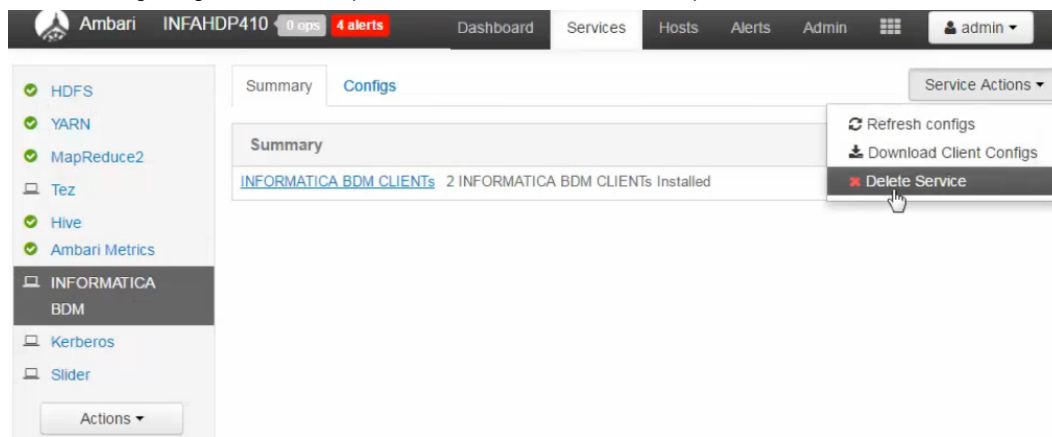 Ambari INFAHDP410 0 ops 4 alerts Dashboard Services Hosts Alerts Admin admin
HDFS
YARN
MapReduce2
Tez
Hive
Ambari Metrics
INFORMATICA
BDM
Kerberos
Slider
Actions
Summary Configs
Service Actions
Summary
INFORMATICA BDM CLIENTs 2 INFORMATICA BDM CLIENTs Installed
Refresh configs
Download Client Configs
Delete Service